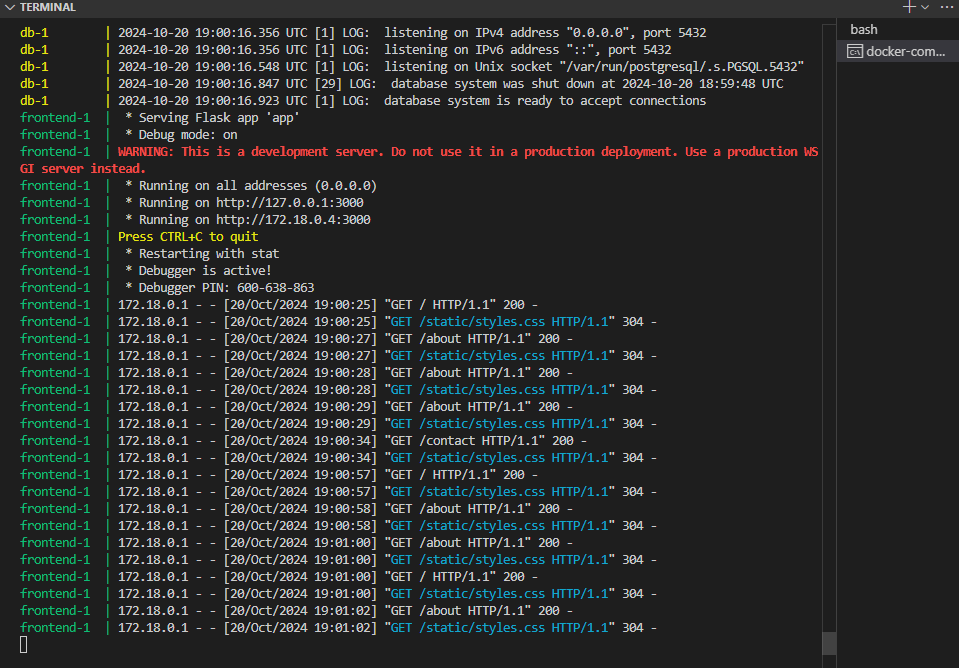 TERMINAL
bash
docker-com...
db-1 | 2024-10-20 19:00:16.356 UTC [1] LOG: listening on IPv4 address "0.0.0.0", port 5432
db-1 | 2024-10-20 19:00:16.356 UTC [1] LOG: listening on IPv6 address "::", port 5432
db-1 | 2024-10-20 19:00:16.548 UTC [1] LOG: listening on Unix socket "/var/run/postgresql/.s.PGSQL.5432"
db-1 | 2024-10-20 19:00:16.847 UTC [29] LOG: database system was shut down at 2024-10-20 18:59:48 UTC
db-1 | 2024-10-20 19:00:16.923 UTC [1] LOG: database system is ready to accept connections
frontend-1 | * Serving Flask app 'app'
frontend-1 | * Debug mode: on
frontend-1 | WARNING: This is a development server. Do not use it in a production deployment. Use a production WS
GI server instead.
frontend-1 | * Running on all addresses (0.0.0.0)
frontend-1 | * Running on http://127.0.0.1:3000
frontend-1 | * Running on http://172.18.0.4:3000
frontend-1 | Press CTRL+C to quit
frontend-1 | * Restarting with stat
frontend-1 | * Debugger is active!
frontend-1 | * Debugger PIN: 600-638-863
frontend-1 | 172.18.0.1 - - [20/Oct/2024 19:00:25] "GET / HTTP/1.1" 200 -
frontend-1 | 172.18.0.1 - - [20/Oct/2024 19:00:25] "GET /static/styles.css HTTP/1.1" 304 -
frontend-1 | 172.18.0.1 - - [20/Oct/2024 19:00:27] "GET /about HTTP/1.1" 200 -
frontend-1 | 172.18.0.1 - - [20/Oct/2024 19:00:27] "GET /static/styles.css HTTP/1.1" 304 -
frontend-1 | 172.18.0.1 - - [20/Oct/2024 19:00:28] "GET /about HTTP/1.1" 200 -
frontend-1 | 172.18.0.1 - - [20/Oct/2024 19:00:28] "GET /static/styles.css HTTP/1.1" 304 -
frontend-1 | 172.18.0.1 - - [20/Oct/2024 19:00:29] "GET /about HTTP/1.1" 200 -
frontend-1 | 172.18.0.1 - - [20/Oct/2024 19:00:29] "GET /static/styles.css HTTP/1.1" 304 -
frontend-1 | 172.18.0.1 - - [20/Oct/2024 19:00:34] "GET /contact HTTP/1.1" 200 -
frontend-1 | 172.18.0.1 - - [20/Oct/2024 19:00:34] "GET /static/styles.css HTTP/1.1" 304 -
frontend-1 | 172.18.0.1 - - [20/Oct/2024 19:00:57] "GET / HTTP/1.1" 200 -
frontend-1 | 172.18.0.1 - - [20/Oct/2024 19:00:57] "GET /static/styles.css HTTP/1.1" 304 -
frontend-1 | 172.18.0.1 - - [20/Oct/2024 19:00:58] "GET /about HTTP/1.1" 200 -
frontend-1 | 172.18.0.1 - - [20/Oct/2024 19:00:58] "GET /static/styles.css HTTP/1.1" 304 -
frontend-1 | 172.18.0.1 - - [20/Oct/2024 19:01:00] "GET /about HTTP/1.1" 200 -
frontend-1 | 172.18.0.1 - - [20/Oct/2024 19:01:00] "GET /static/styles.css HTTP/1.1" 304 -
frontend-1 | 172.18.0.1 - - [20/Oct/2024 19:01:00] "GET / HTTP/1.1" 200 -
frontend-1 | 172.18.0.1 - - [20/Oct/2024 19:01:00] "GET /static/styles.css HTTP/1.1" 304 -
frontend-1 | 172.18.0.1 - - [20/Oct/2024 19:01:02] "GET /about HTTP/1.1" 200 -
frontend-1 | 172.18.0.1 - - [20/Oct/2024 19:01:02] "GET /static/styles.css HTTP/1.1" 304 -